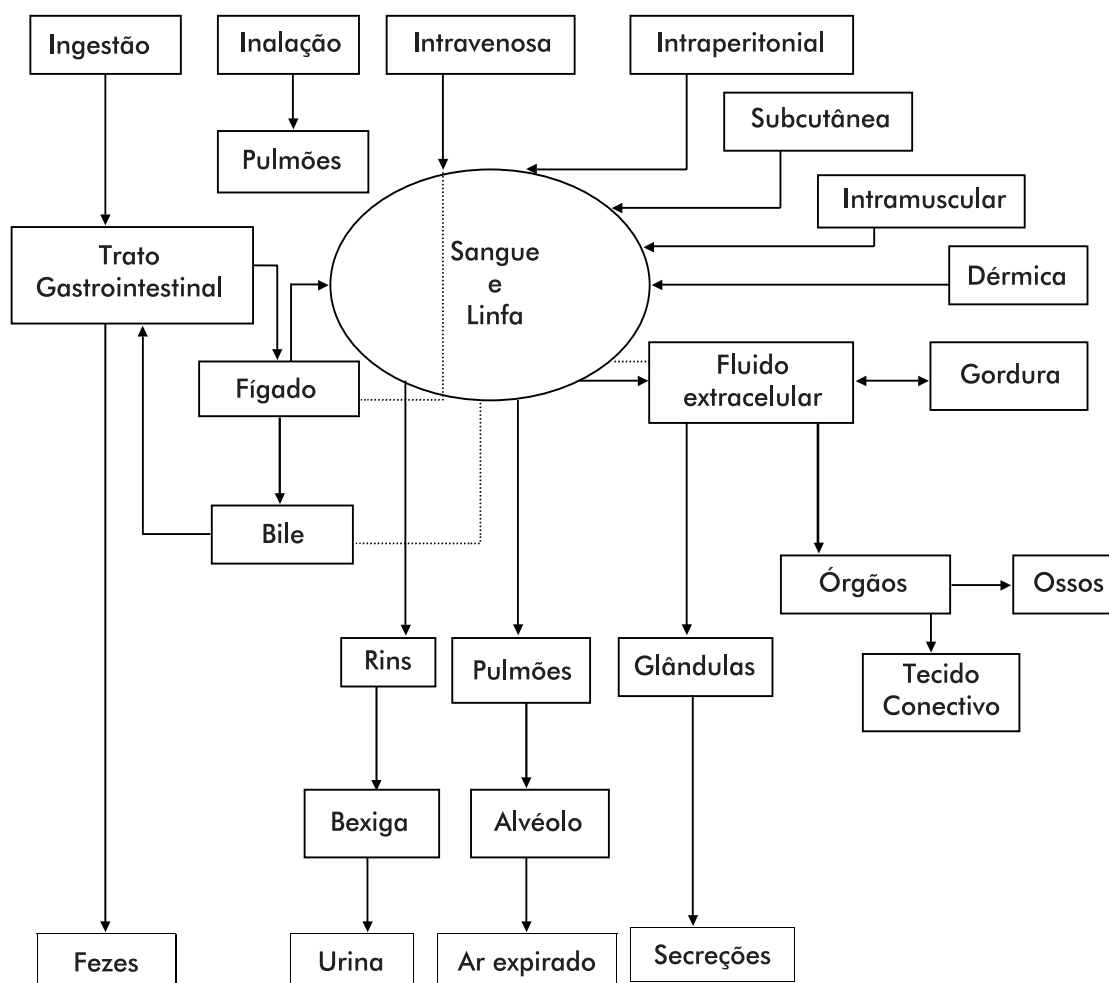 Ingestão
Inalação
Intravenosa
Intraperitonial
Subcutânea
Pulmões
Intramuscular
Trato
Gastrointestinal
Sangue
e
Linfa
Dérmica
Fígado
Fluido
extracelular
Gordura
Bile
Órgãos
Ossos
Rins
Pulmões
Glândulas
Tecido
Conectivo
Bexiga
Alvéolo
Fezes
Urina
Ar expirado
Secreções